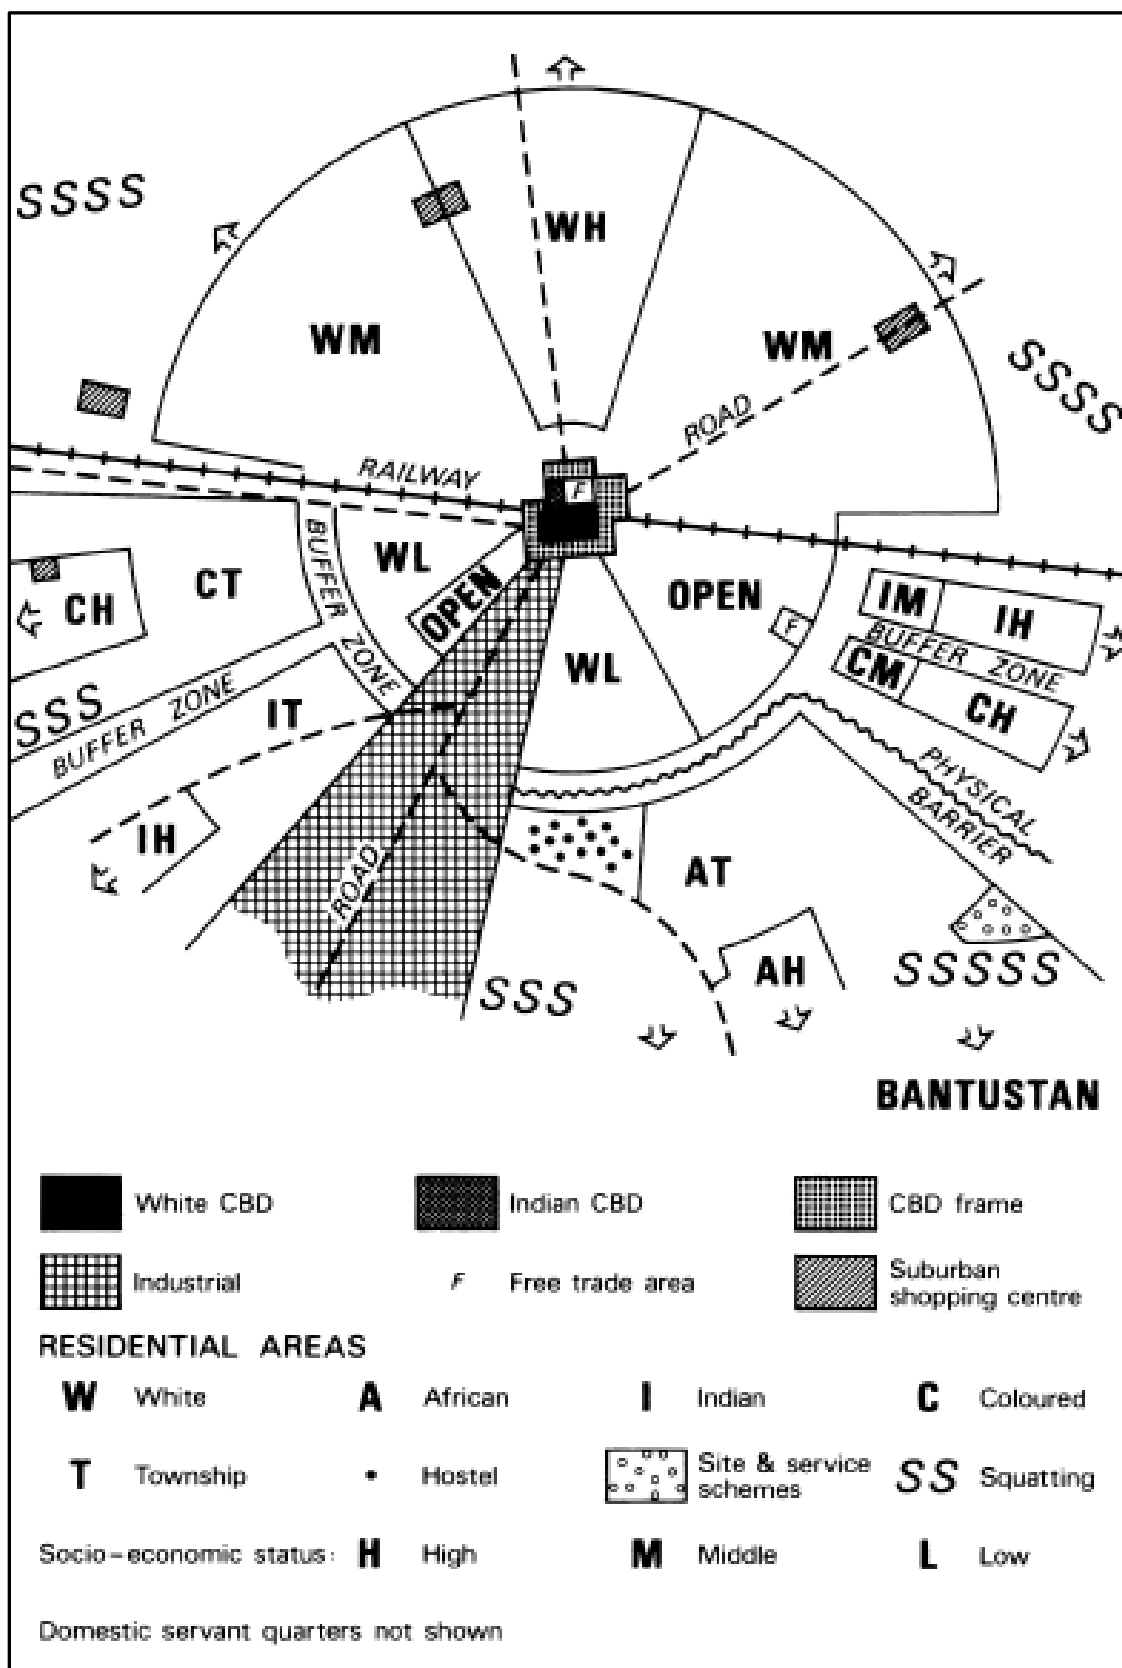 SSSS
WH
WM
WM
SSSS
ROAD
RAILWAY
F
BUFFER ZONE
WL
OPEN
CT
CH
OPEN
F
IM
IH
BUFFER ZONE
CM
CH
WL
SSS
BUFFER ZONE
IT
IH
PHYSICAL
BARRIER
ROAD
AT
AH
SSS
SSSSS
BANTUSTAN
White CBD
Indian CBD
CBD frame
Industrial
F Free trade area
Suburban
shopping centre
RESIDENTIAL AREAS
W White
A African
I Indian
C Coloured
T Township
Hostel
Site & service
schemes
SS Squatting
Socio-economic status:
H High
M Middle
L Low
Domestic servant quarters not shown